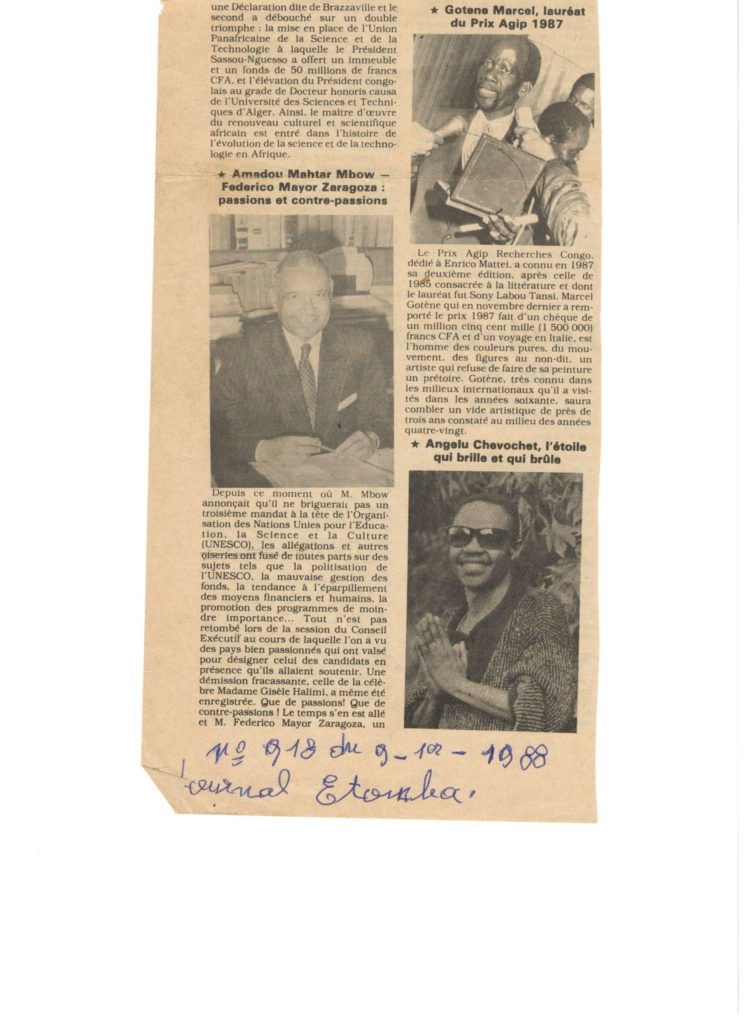 une Déclaration dite de Brazzaville et le
second a débouché sur un double
triomphe : la mise en place de l'Union
Panafricaine de la Science et de la
Technologie à laquelle le Président
Sassou-Nguesso a offert un immeuble
et un fonds de 50 millions de francs
CFA, et l'élévation du Président congo-
lais au grade de Docteur honoris causa
de l'Université des Sciences et Techni-
ques d'Alger. Ainsi, le maître d'œuvre
du renouveau culturel et scientifique
africain est entré dans l'histoire de
l'évolution de la science et de la techno-
logie en Afrique.
★ Amadou Mahtar Mbow —
Federico Mayor Zaragoza :
passions et contre-passions
Depuis ce moment où M. Mbow
annonçait qu'il ne briguerait pas un
troisième mandat à la tête de l'Organi-
sation des Nations Unies pour l'Educa-
tion, la Science et la Culture
(UNESCO), les allégations et autres
oiseries ont fusé de toutes parts sur des
sujets tels que la politisation de
l'UNESCO, la mauvaise gestion des
fonds, la tendance à l'éparpillement
des moyens financiers et humains, la
promotion des programmes de moin-
dre importance... Tout n'est pas
retombé lors de la session du Conseil
Exécutif au cours de laquelle l'on a vu
des pays bien passionnés qui ont valsé
pour désigner celui des candidats en
présence qu'ils allaient soutenir. Une
démission fracassante, celle de la célè-
bre Madame Gisèle Halimi, a même été
enregistrée. Que de passions! Que de
contre-passions ! Le temps s'en est allé
et M. Federico Mayor Zaragoza, un
★ Gotene Marcel, lauréat
du Prix Agip 1987
Le Prix Agip Recherches Congo,
dédié à Enrico Mattei, a connu en 1987
sa deuxième édition, après celle de
1985 consacrée à la littérature et dont
le lauréat fut Sony Labou Tansi. Marcel
Gotène qui en novembre dernier a rem-
porté le prix 1987 fait d'un chèque de
un million cinq cent mille (1 500 000)
francs CFA et d'un voyage en Italie, est
l'homme des couleurs pures, du mou-
vement, des figures au non-dit, un
artiste qui refuse de faire de sa peinture
un prétoire. Gotène, très connu dans
les milieux internationaux qu'il a visi-
tés dans les années soixante, saura
combler un vide artistique de près de
trois ans constaté au milieu des années
quatre-vingt.
★ Angelu Chevochet, l'étoile
qui brille et qui brûle
Nº 918 du 9-1er-1988
Journal Etumba.